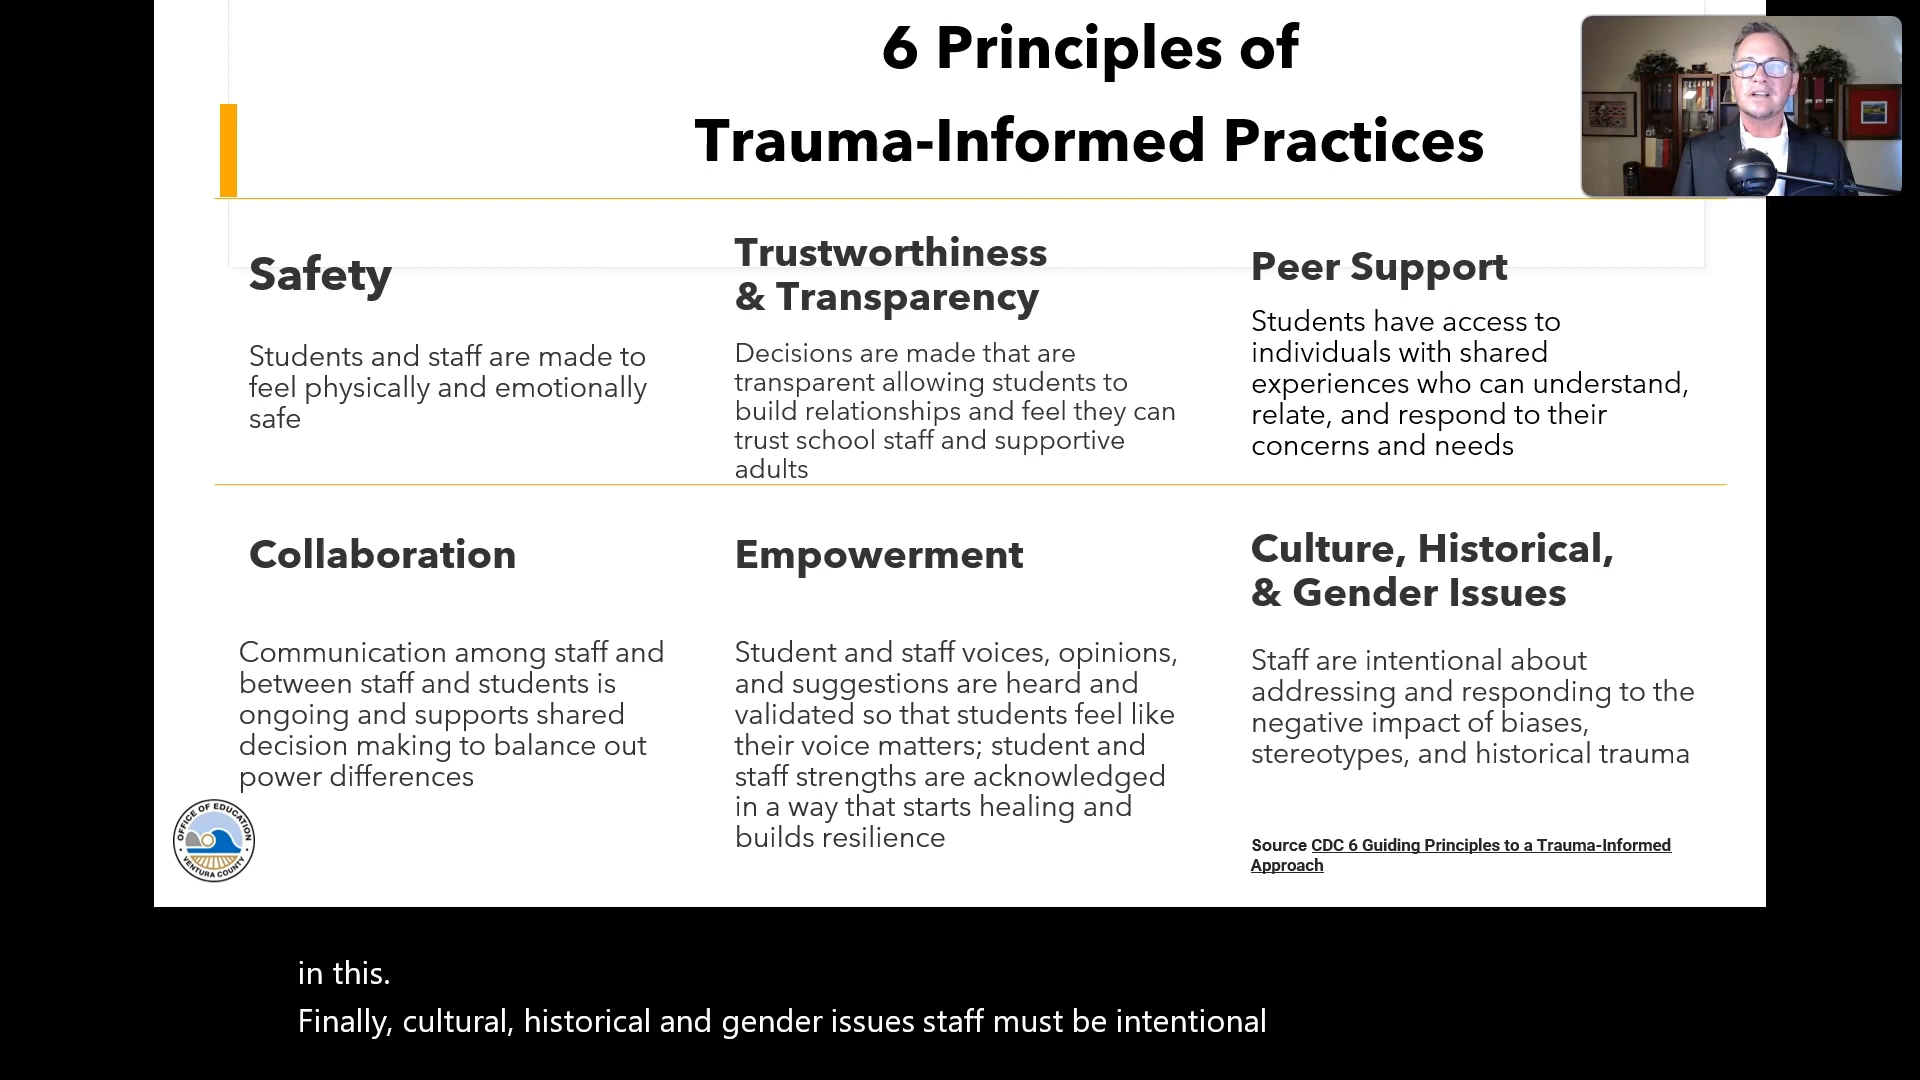 6 Principles of
Trauma-Informed Practices
Safety
Students and staff are made to
feel physically and emotionally
safe
Trustworthiness
& Transparency
Decisions are made that are
transparent allowing students to
build relationships and feel they can
trust school staff and supportive
adults
Peer Support
Students have access to
individuals with shared
experiences who can understand,
relate, and respond to their
concerns and needs
Collaboration
Communication among staff and
between staff and students is
ongoing and supports shared
decision making to balance out
power differences
Empowerment
Student and staff voices, opinions,
and suggestions are heard and
validated so that students feel like
their voice matters; student and
staff strengths are acknowledged
in a way that starts healing and
builds resilience
Culture, Historical,
& Gender Issues
Staff are intentional about
addressing and responding to the
negative impact of biases,
stereotypes, and historical trauma
Source CDC 6 Guiding Principles to a Trauma-Informed
Approach
OFFICE OF EDUCATION
VENTURA COUNTY
in this.
Finally, cultural, historical and gender issues staff must be intentional